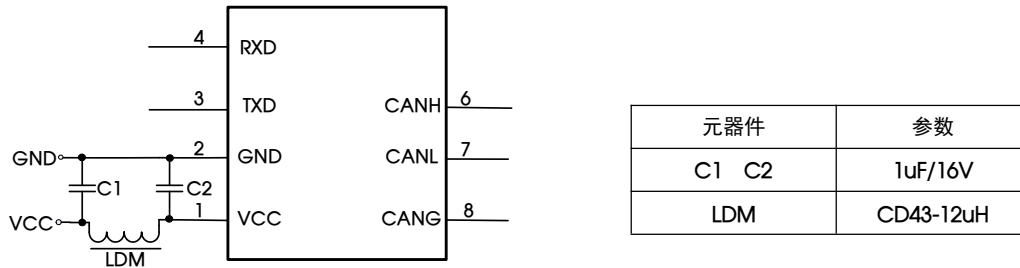 4
RXD
3
TXD
CANH 6
GND
2
GND
CANL 7
C1
C2
VCC
1
VCC
CANG 8
LDM
元器件 参数
C1 C2 1uF/16V
LDM CD43-12uH